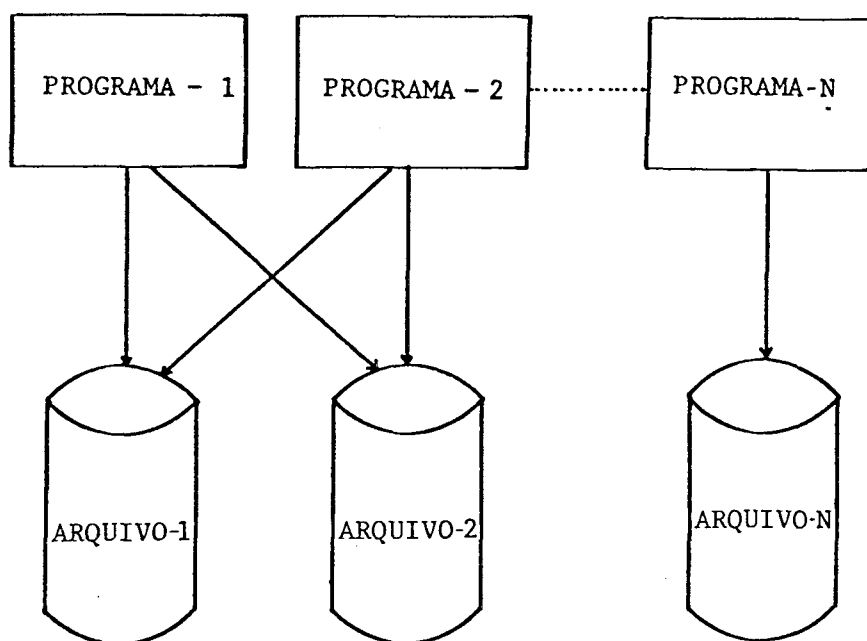 PROGRAMA - 1
PROGRAMA - 2
PROGRAMA-N
ARQUIVO-1
ARQUIVO-2
ARQUIVO-N